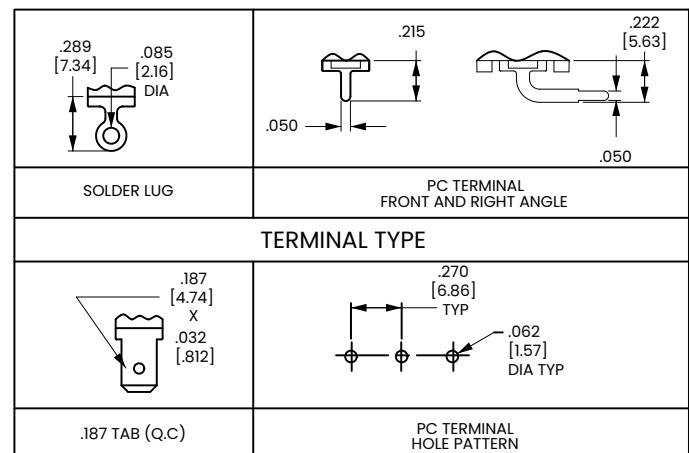 .289
[7.34]
.085
[2.16]
DIA
SOLDER LUG
.215
.050
.222
[5.63]
.050
PC TERMINAL
FRONT AND RIGHT ANGLE
TERMINAL TYPE
.187
[4.74]
X
.032
[.812]
.187 TAB (Q.C)
.270
[6.86]
TYP
.062
[1.57]
DIA TYP
PC TERMINAL
HOLE PATTERN